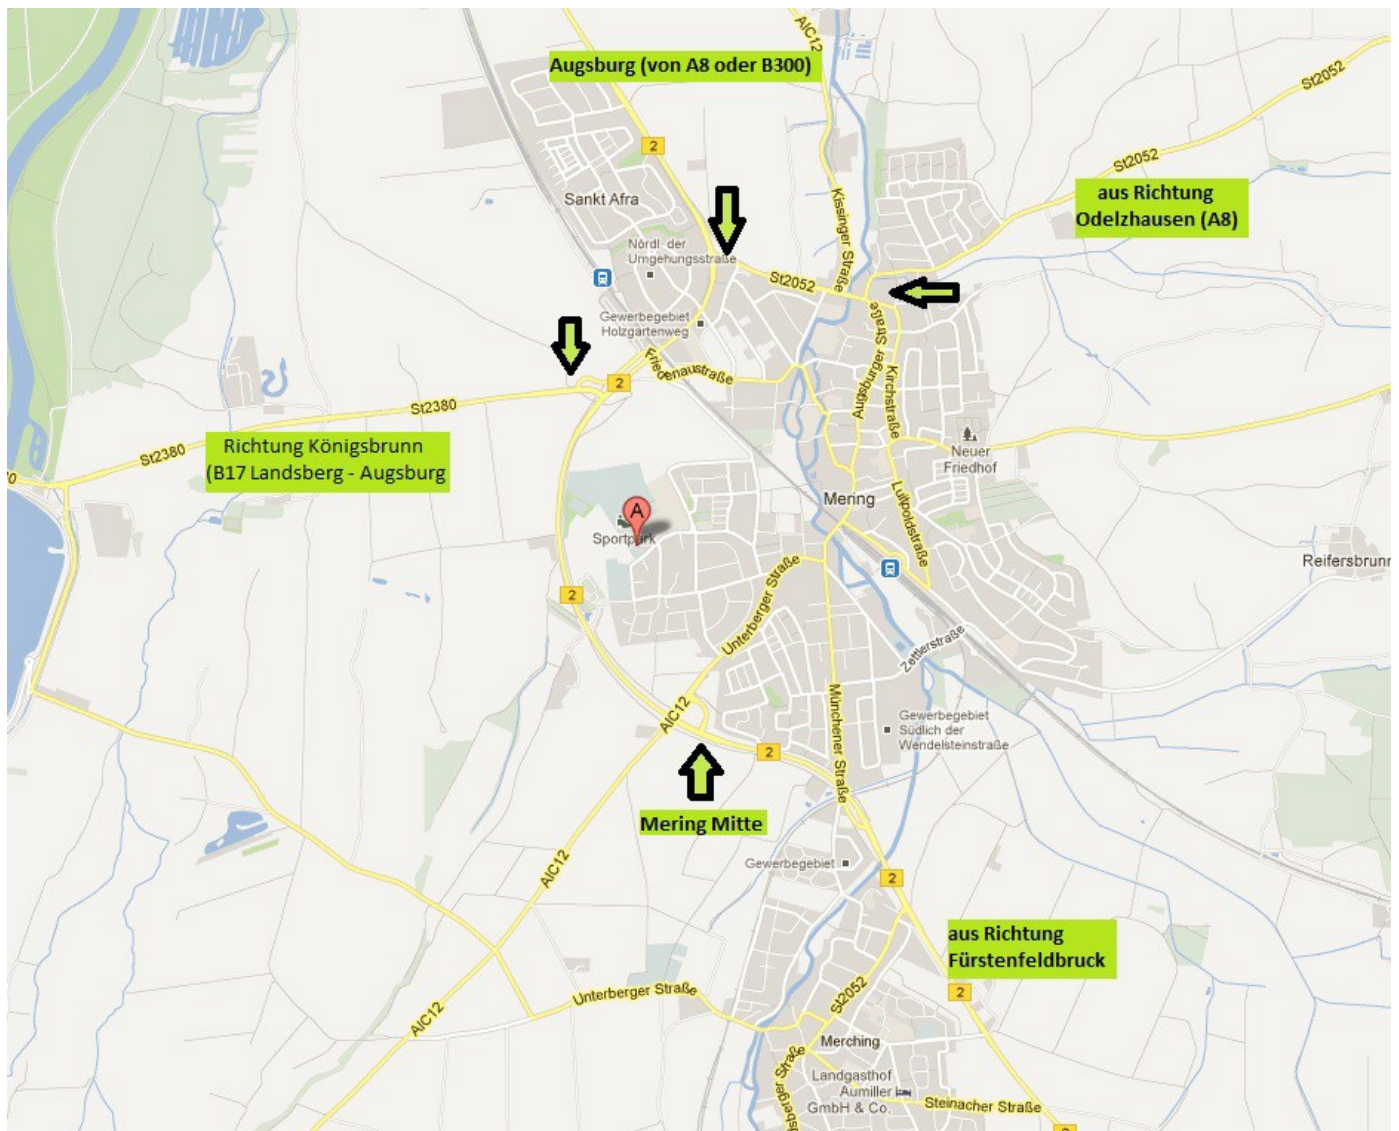 AIC12
Augsburg (von A8 oder B300)
St2052
2
St2052
aus Richtung
Odelzhausen (A8)
Sankt Afra
Kissinger Straße
Nördl. der
Umgehungsstraße
St2052
Gewerbegebiet
Holzgartenweg
Friedenaustraße
2
St2380
Augsburger Straße
Kirchstraße
Richtung Königsbrunn
(B17 Landsberg - Augsburg
St2380
Neuer
Friedhof
Mering
Luitpoldstraße
A
Sportpark
Reifersbrunn
2
Unterberger Straße
Zettlerstraße
AIC12
Münchener Straße
Gewerbegebiet
Südlich der
Wendelsteinstraße
2
Mering Mitte
AIC12
Gewerbegebiet
2
aus Richtung
Fürstenfeldbruck
Unterberger Straße
St2052
2
AIC12
Merching
Landgasthof
Aumiller
GmbH & Co.
Steinacher Straße
2